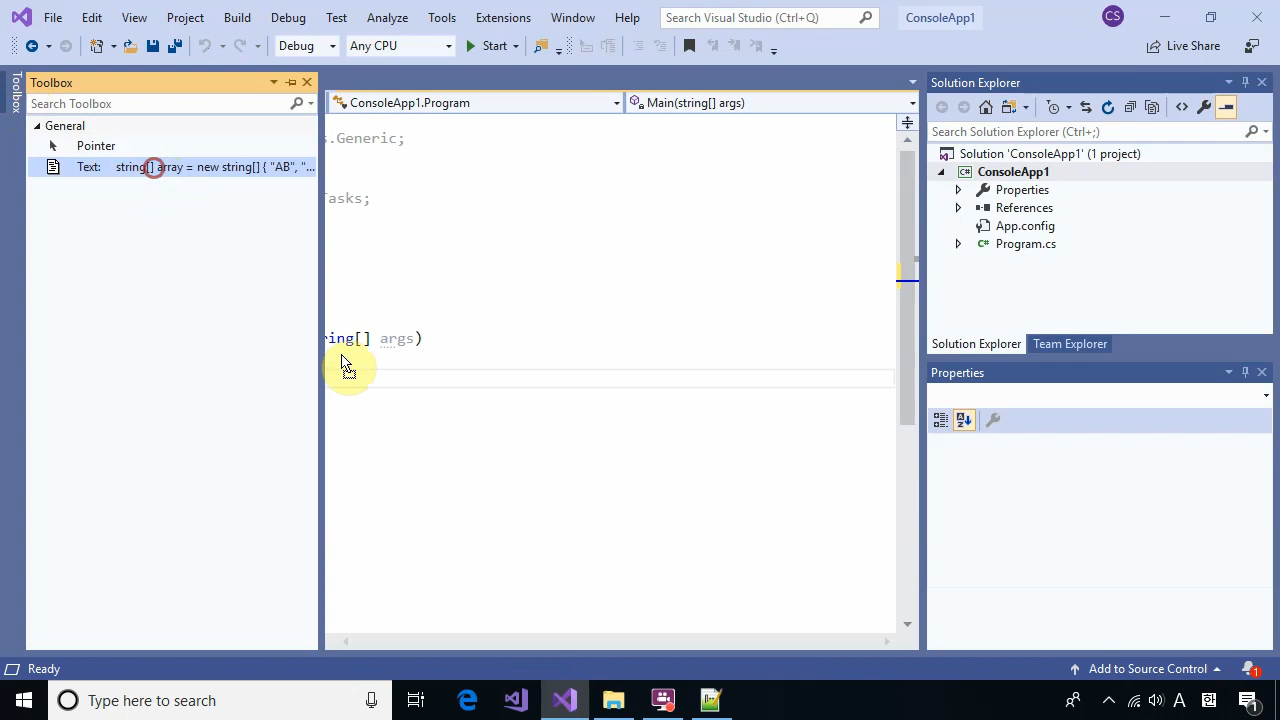 File Edit View Project Build Debug Test Analyze Tools Extensions Window Help Search Visual Studio (Ctrl+Q) ConsoleApp1 CS
Debug Any CPU Start Live Share
Toolbox
Toolbox
Search Toolbox
General
Pointer
Text: string[] array = new string[] { "AB", "...
ConsoleApp1.Program
Main(string[] args)
s.Generic;
Tasks;
ring[] args)
Solution Explorer
Search Solution Explorer (Ctrl+;)
Solution 'ConsoleApp1' (1 project)
C# ConsoleApp1
Properties
References
App.config
C# Program.cs
Solution Explorer Team Explorer
Properties
Ready
Add to Source Control
1
Type here to search
A
1